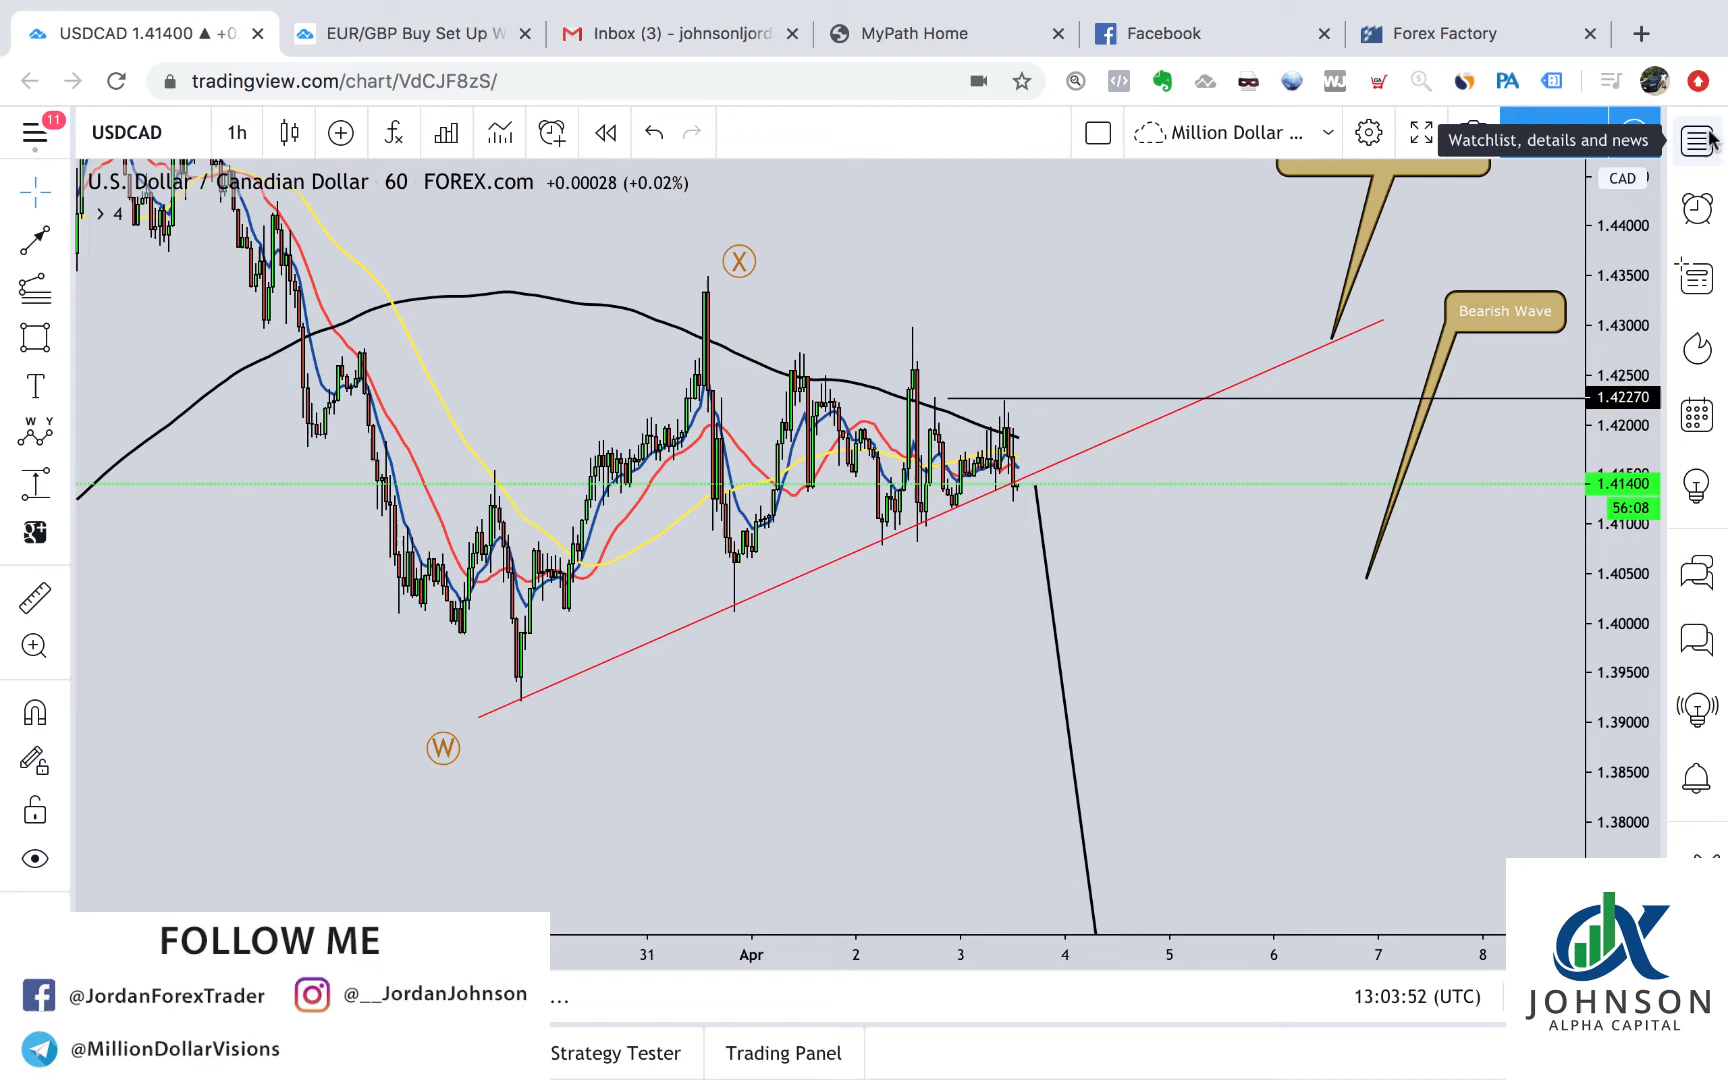 USDCAD 1.41400 ▲ +0
EUR/GBP Buy Set Up W
Inbox (3) - johnsonljord
MyPath Home
Facebook
Forex Factory
tradingview.com/chart/VdCJF8zS/
11
USDCAD
1h
Million Dollar ...
Watchlist, details and news
U.S. Dollar / Canadian Dollar 60 FOREX.com +0.00028 (+0.02%)
4
CAD
1.44000
1.43500
1.43000
1.42500
1.42270
1.42000
1.41400
56:08
1.41000
1.40500
1.40000
1.39500
1.39000
1.38500
1.38000
X
W
Bearish Wave
31
Apr
2
3
4
5
6
7
8
13:03:52 (UTC)
Strategy Tester
Trading Panel
FOLLOW ME
@JordanForexTrader
@__JordanJohnson
@MillionDollarVisions
JOHNSON
ALPHA CAPITAL